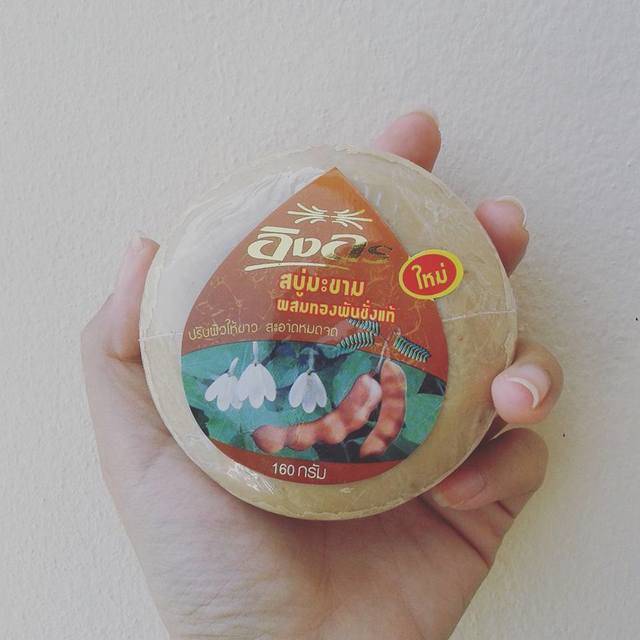 อิงอร
ใหม่
สบู่มะขาม
ผสมทองพันชั่งแท้
ปรับผิวให้ขาว สะอาดหมดจด
160 กรัม